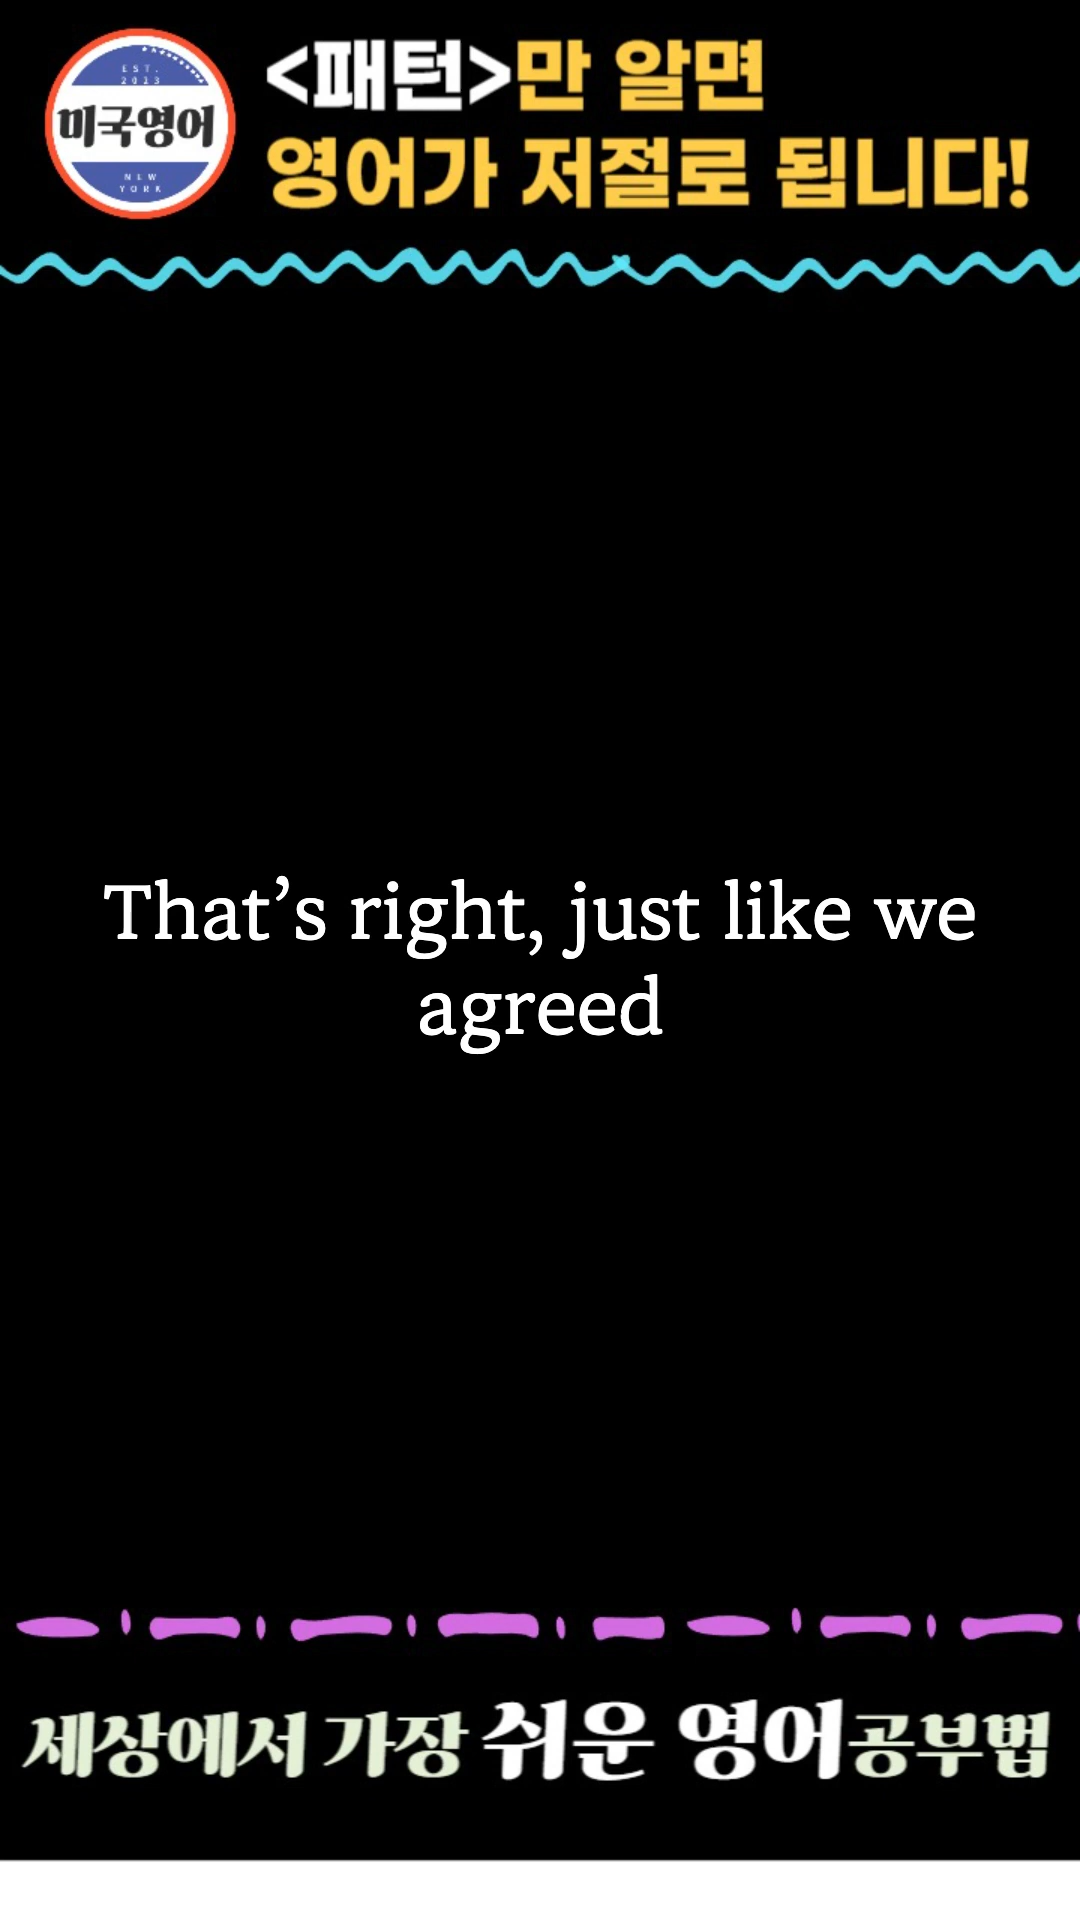 EST.
2023
미국영어
NEW
YORK
<패턴>만 알면
영어가 저절로 됩니다!
That’s right, just like we
agreed
세상에서 가장 쉬운 영어공부법